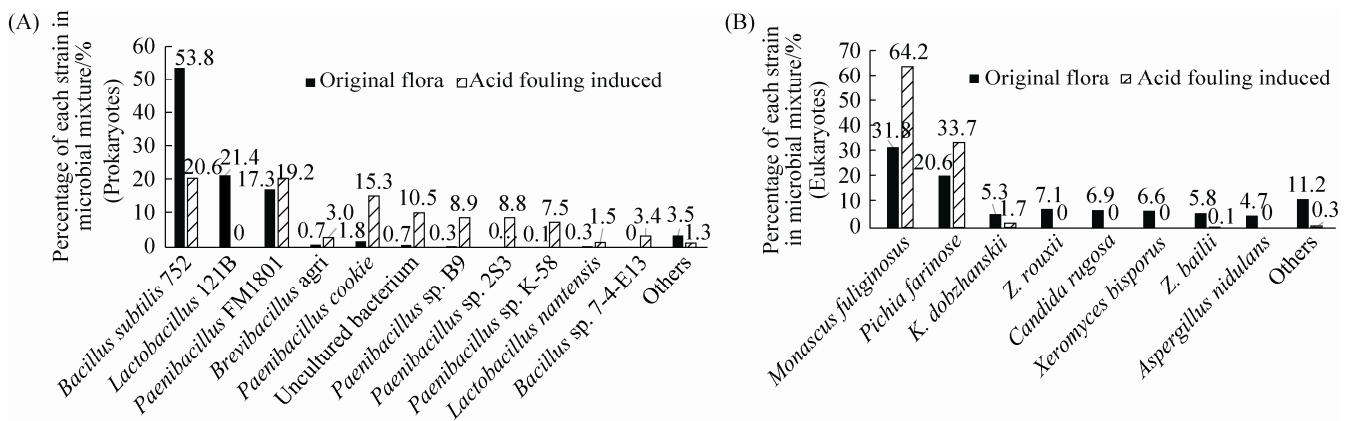 (A)
Percentage of each strain in
microbial mixture/%
(Prokaryotes)
60
50
40
30
20
10
0
Original flora
Acid fouling induced
53.8
20.6
21.4
0
17.3
19.2
0.7
3.0
1.8
15.3
0.7
10.5
0.3
8.9
0.
8.8
0.1
7.5
0.3
1.5
0
3.4
3.5
1.3
Bacillus subtilis 752
Lactobacillus 121B
Paenibacillus FM1801
Brevibacillus agri
Paenibacillus cookie
Uncultured bacterium
Paenibacillus sp. B9
Paenibacillus sp. 2S3
Paenibacillus sp. K-58
Lactobacillus nantensis
Bacillus sp. 7-4-E13
Others
(B)
Percentage of each strain
in microbial mixture/%
(Eukaryotes)
70
60
50
40
30
20
10
0
Original flora
Acid fouling induced
31.8
64.2
20.6
33.7
5.3
1.7
7.1
0
6.9
0
6.6
0
5.8
0.1
4.7
0
11.2
0.3
Monascus fuliginosus
Pichia farinose
K. dobzhanskii
Z. rouxii
Candida rugosa
Xeromyces bisporus
Z. bailii
Aspergillus nidulans
Others